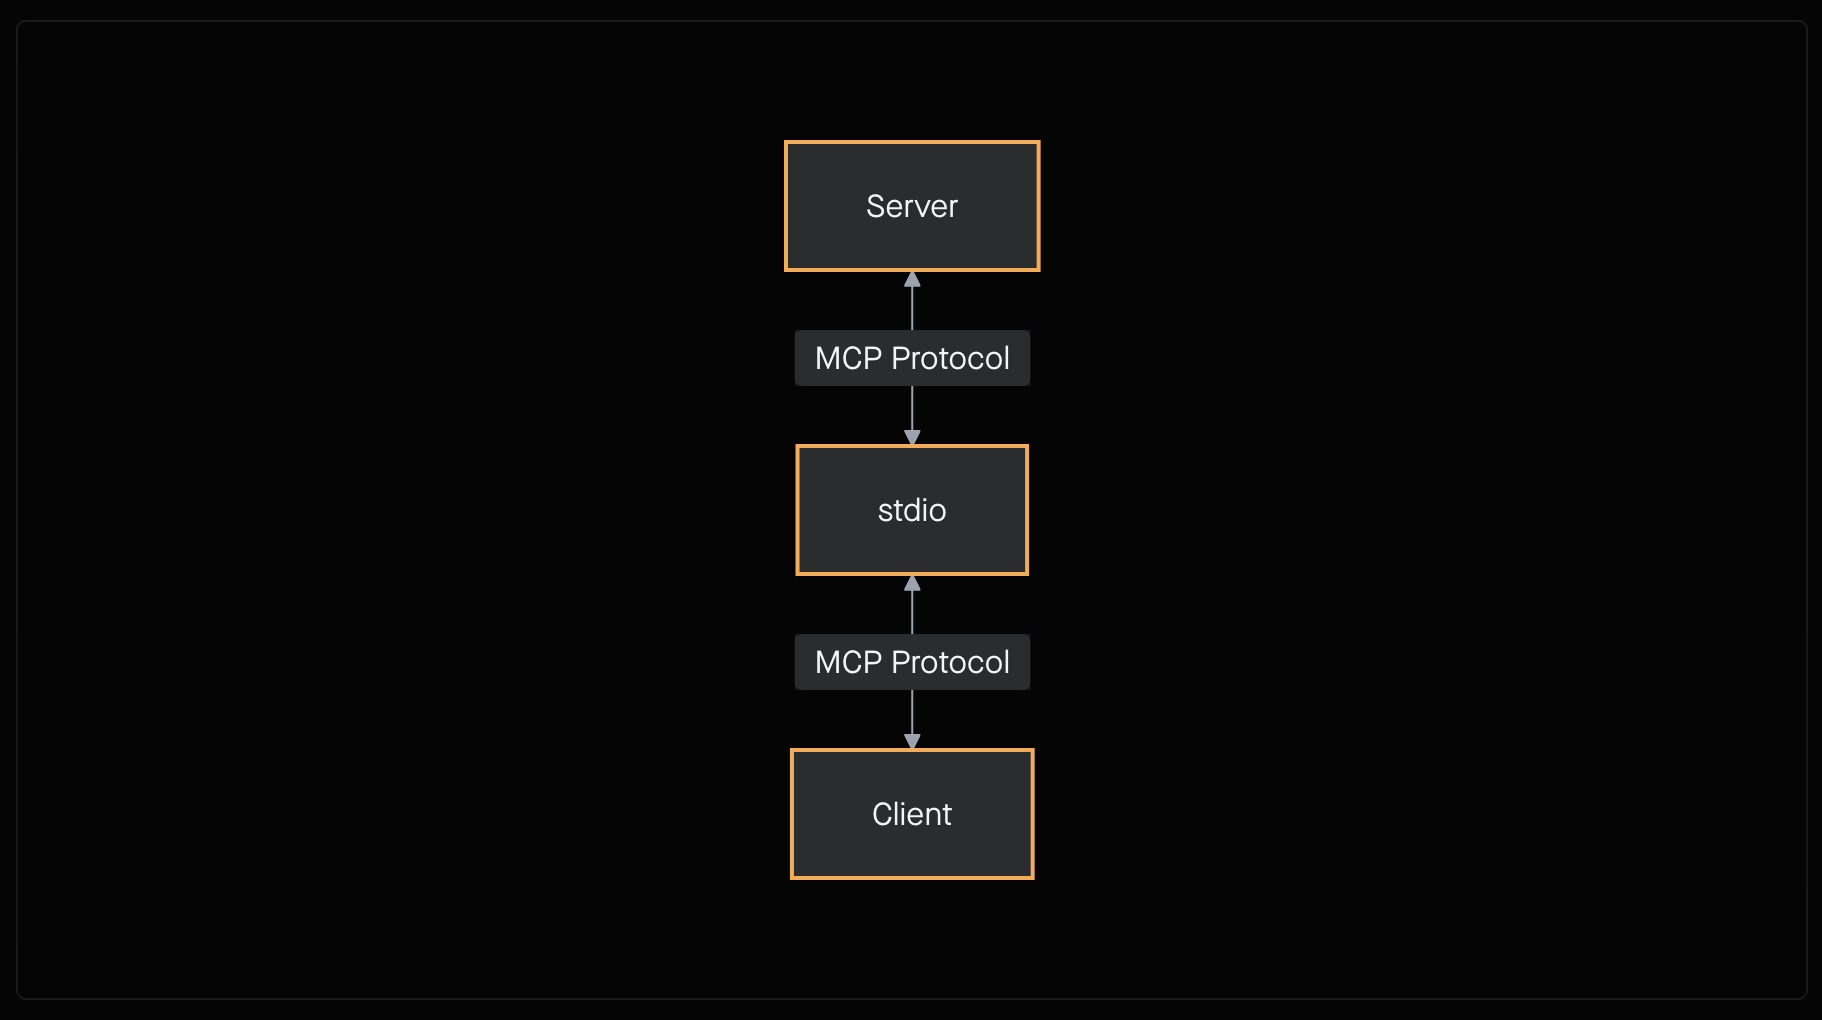 Server
MCP Protocol
stdio
MCP Protocol
Client